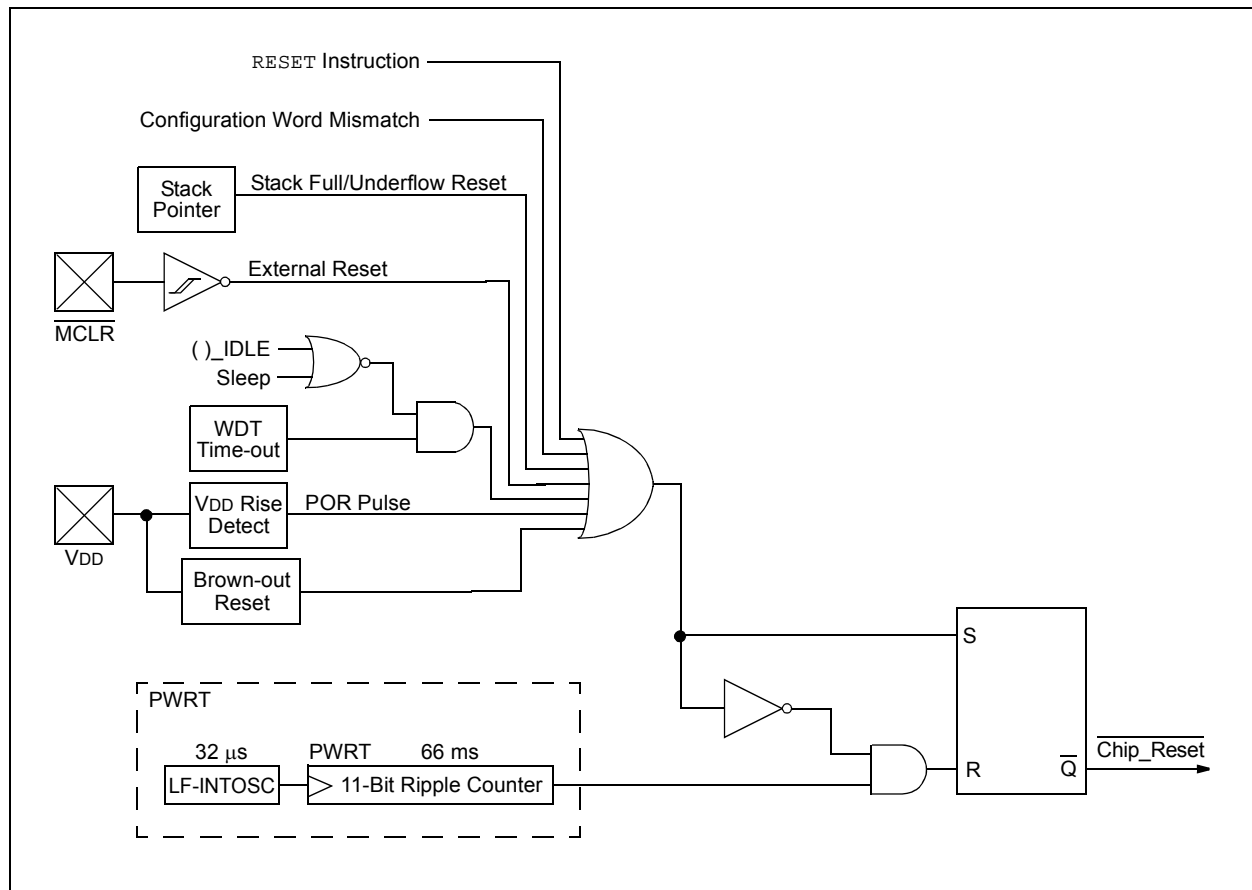 RESET Instruction
Configuration Word Mismatch
Stack
Pointer
Stack Full/Underflow Reset
External Reset
MCLR
( )_IDLE
Sleep
WDT
Time-out
VDD Rise
Detect
POR Pulse
VDD
Brown-out
Reset
S
PWRT
32 μs
PWRT
66 ms
LF-INTOSC
11-Bit Ripple Counter
R
Q
Chip_Reset